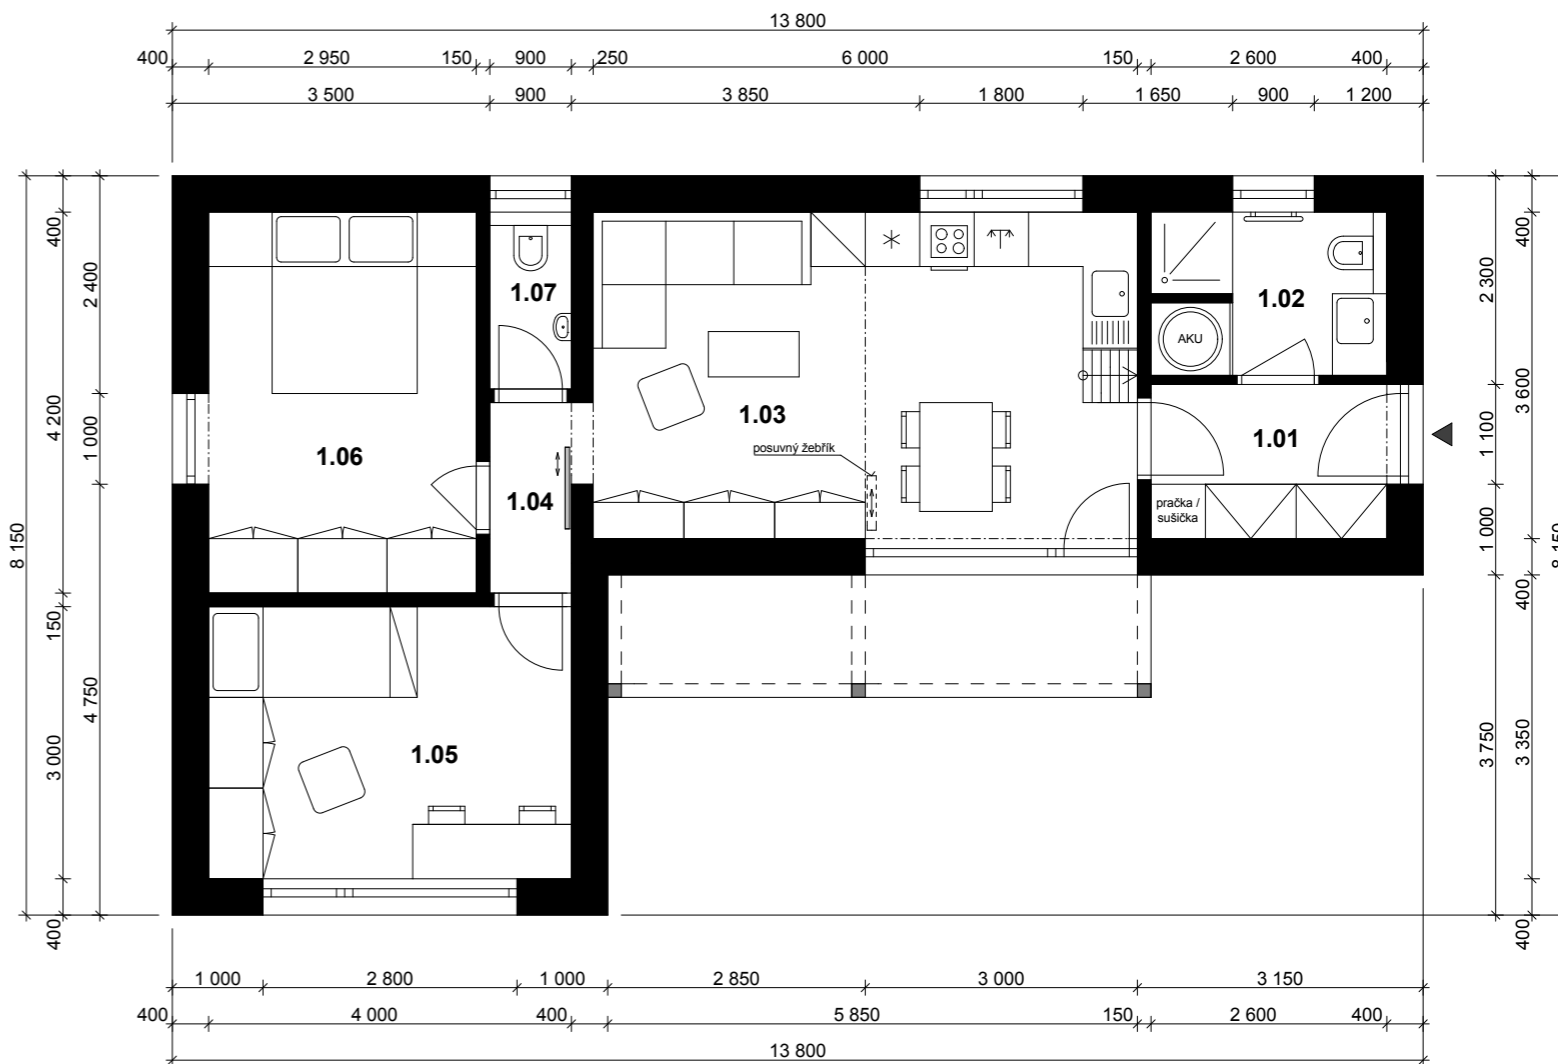 13 800
400 2 950 150 900 250 6 000 150 2 600 400
3 500 900 3 850 1 800 1 650 900 1 200
8 150
400 4 200 150 3 000 400
2 400 1 000 4 750
1.07
1.02
AKU
1.03
1.01
1.06
posuvný žebřík
1.04
pračka /
sušička
1.05
2 300 1 100 1 000 3 750
400 3 600 400 3 350 400
8 150
1 000 2 800 1 000 2 850 3 000 3 150
400 4 000 400 5 850 150 2 600 400
13 800